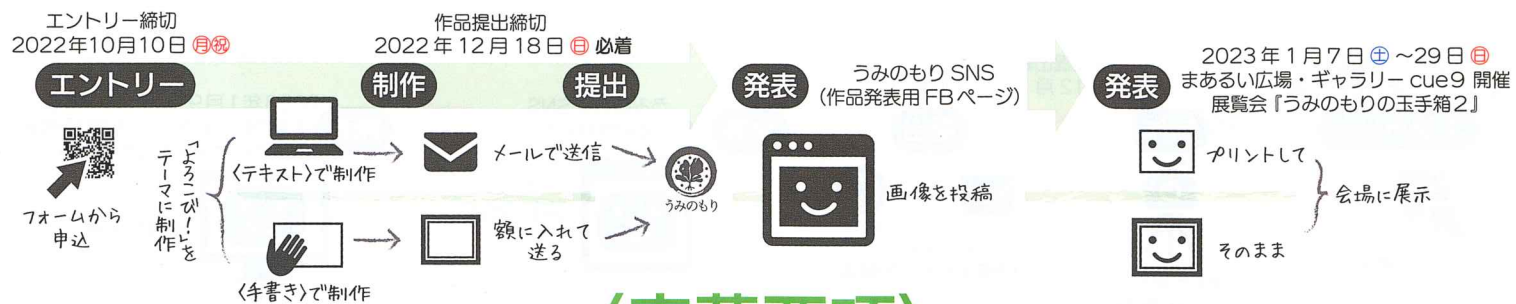 エントリー締切
2022年10月10日 月 祝
エントリー
フォームから
申込
「よろこび！」を
テーマに制作
作品提出締切
2022年12月18日 日 必着
制作
〈テキスト〉で制作
〈手書き〉で制作
提出
メールで送信
額に入れて
送る
うみのもり
発表
うみのもり SNS
（作品発表用 FBページ）
画像を投稿
発表
2023年1月7日 土 ～29日 日
まあるい広場・ギャラリー cue9 開催
展覧会『うみのもりの玉手箱2』
プリントして
そのまま
会場に展示